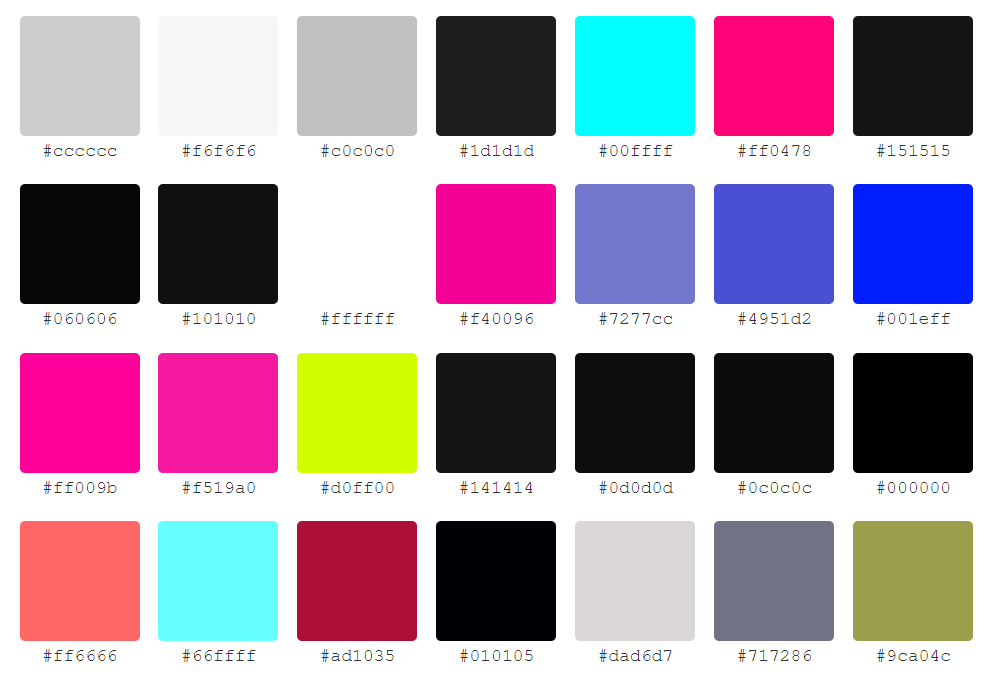 #cccccc #f6f6f6 #c0c0c0 #1d1d1d #00ffff #ff0478 #151515
#060606 #101010 #ffffff #f40096 #7277cc #4951d2 #001eff
#ff009b #f519a0 #d0ff00 #141414 #0d0d0d #0c0c0c #000000
#ff6666 #66ffff #ad1035 #010105 #dad6d7 #717286 #9ca04c